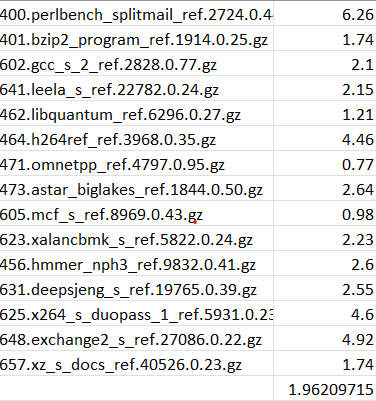 400.perlbench_splitmail_ref.2724.0.4 6.26
401.bzip2_program_ref.1914.0.25.gz 1.74
602.gcc_s_2_ref.2828.0.77.gz 2.1
641.leela_s_ref.22782.0.24.gz 2.15
462.libquantum_ref.6296.0.27.gz 1.21
464.h264ref_ref.3968.0.35.gz 4.46
471.omnetpp_ref.4797.0.95.gz 0.77
473.astar_biglakes_ref.1844.0.50.gz 2.64
605.mcf_s_ref.8969.0.43.gz 0.98
623.xalancbmk_s_ref.5822.0.24.gz 2.23
456.hmmer_nph3_ref.9832.0.41.gz 2.6
631.deepsjeng_s_ref.19765.0.39.gz 2.55
625.x264_s_duopass_1_ref.5931.0.23 4.6
648.exchange2_s_ref.27086.0.22.gz 4.92
657.xz_s_docs_ref.40526.0.23.gz 1.74
1.96209715